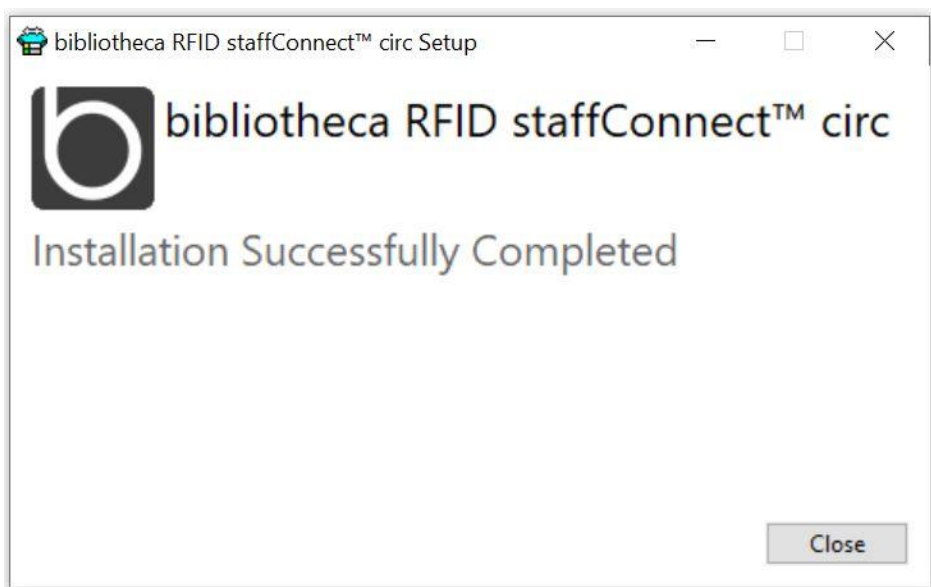 bibliotheca RFID staffConnect™ circ Setup
bibliotheca RFID staffConnect™ circ
Installation Successfully Completed
Close